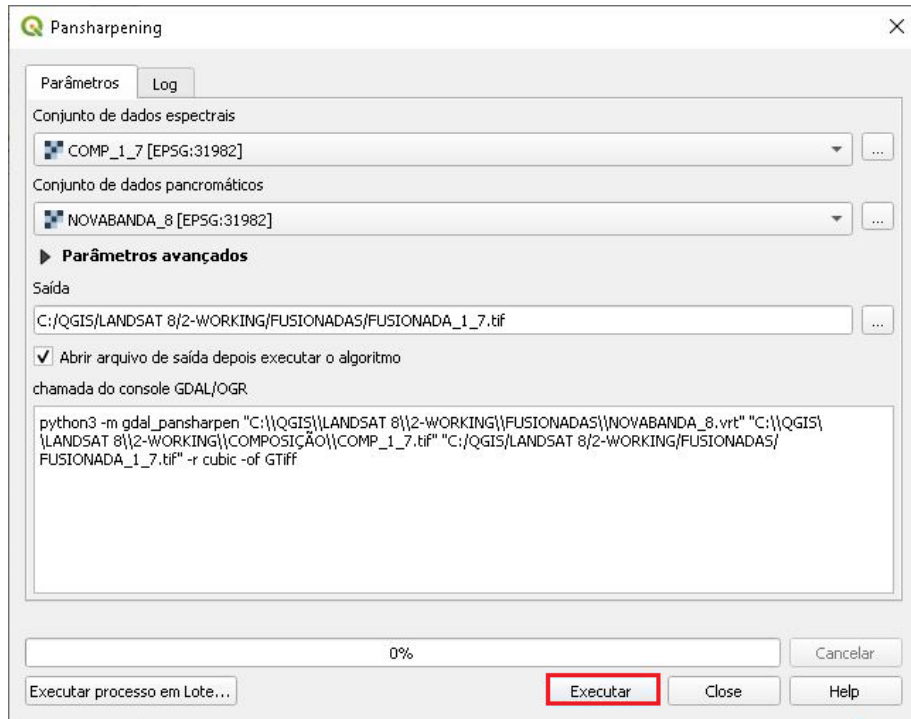 Pansharpening
Parâmetros
Log
Conjunto de dados espectrais
COMP_1_7 [EPSG:31982]
...
Conjunto de dados pancromáticos
NOVABANDA_8 [EPSG:31982]
...
Parâmetros avançados
Saída
C:/QGIS/LANDSAT 8/2-WORKING/FUSIONADAS/FUSIONADA_1_7.tif
...
Abrir arquivo de saída depois executar o algoritmo
chamada do console GDAL/OGR
python3 -m gdal_pansharpen "C:\\QGIS\\LANDSAT 8\\2-WORKING\\FUSIONADAS\\NOVABANDA_8.vrt" "C:\\QGIS\
\LANDSAT 8\\2-WORKING\\COMPOSIÇÃO\\COMP_1_7.tif" "C:/QGIS/LANDSAT 8/2-WORKING/FUSIONADAS/
FUSIONADA_1_7.tif" -r cubic -of GTiff
0%
Cancelar
Executar processo em Lote...
Executar
Close
Help